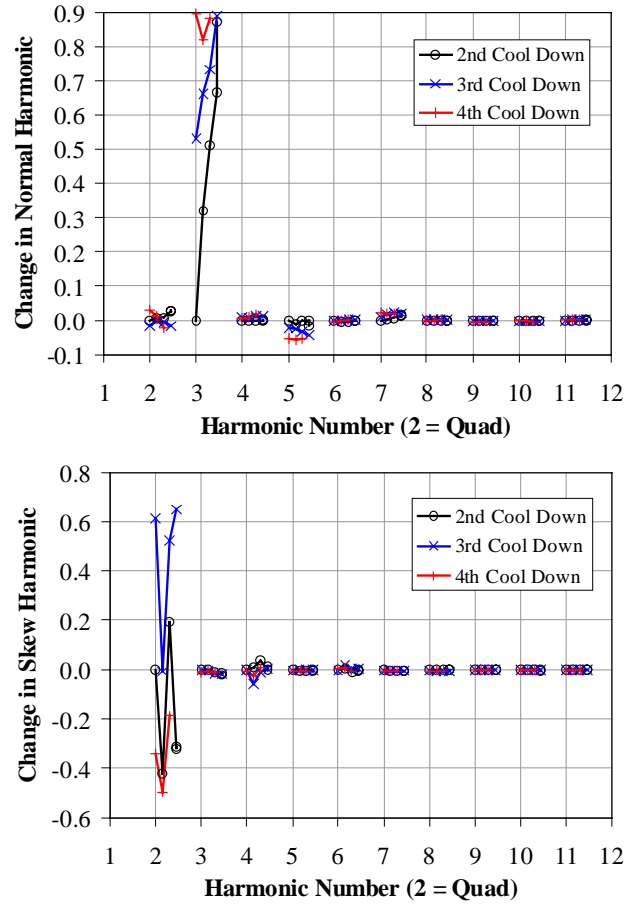 0.9
0.8
0.7
0.6
0.5
0.4
0.3
0.2
0.1
0.0
-0.1
Change in Normal Harmonic
2nd Cool Down
3rd Cool Down
4th Cool Down
1 2 3 4 5 6 7 8 9 10 11 12
Harmonic Number (2 = Quad)
0.8
0.6
0.4
0.2
0.0
-0.2
-0.4
-0.6
Change in Skew Harmonic
2nd Cool Down
3rd Cool Down
4th Cool Down
1 2 3 4 5 6 7 8 9 10 11 12
Harmonic Number (2 = Quad)